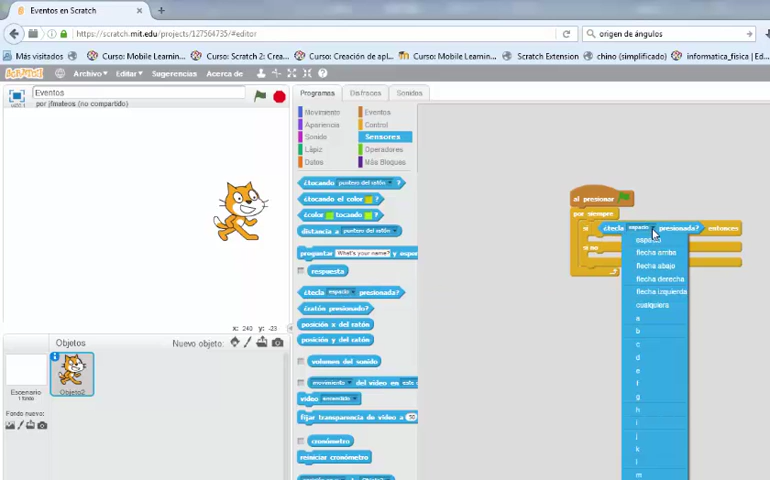 Eventos en Scratch
https://scratch.mit.edu/projects/127564735/#editor
origen de ángulos
Más visitados
Curso: Mobile Learnin...
Curso: Scratch 2: Crea...
Curso: Creación de apl...
Curso: Mobile Learnin...
Scratch Extension
chino (simplificado)
informatica_fisica | Ed...
SCRATCH
Archivo
Editar
Sugerencias
Acerca de
Eventos
por jfmateos (no compartido)
Programas
Disfraces
Sonidos
Movimiento
Eventos
Apariencia
Control
Sonido
Sensores
Lápiz
Operadores
Datos
Más Bloques
¿tocando puntero del ratón ?
¿tocando el color ?
¿color tocando ?
distancia a puntero del ratón
preguntar What's your name? y esper
respuesta
¿tecla espacio presionada?
¿ratón presionado?
posición x del ratón
posición y del ratón
volumen del sonido
movimiento del video en este o
video encendido
fijar transparencia de video a 50
cronómetro
reiniciar cronómetro
al presionar
por siempre
si ¿tecla espacio presionada? entonces
si no
espacio
flecha arriba
flecha abajo
flecha derecha
flecha izquierda
cualquiera
a
b
c
d
e
f
g
h
i
j
k
l
m
x: 240 y: -23
Objetos
Nuevo objeto:
Escenario
1 fondo
Objeto2
Fondo nuevo: